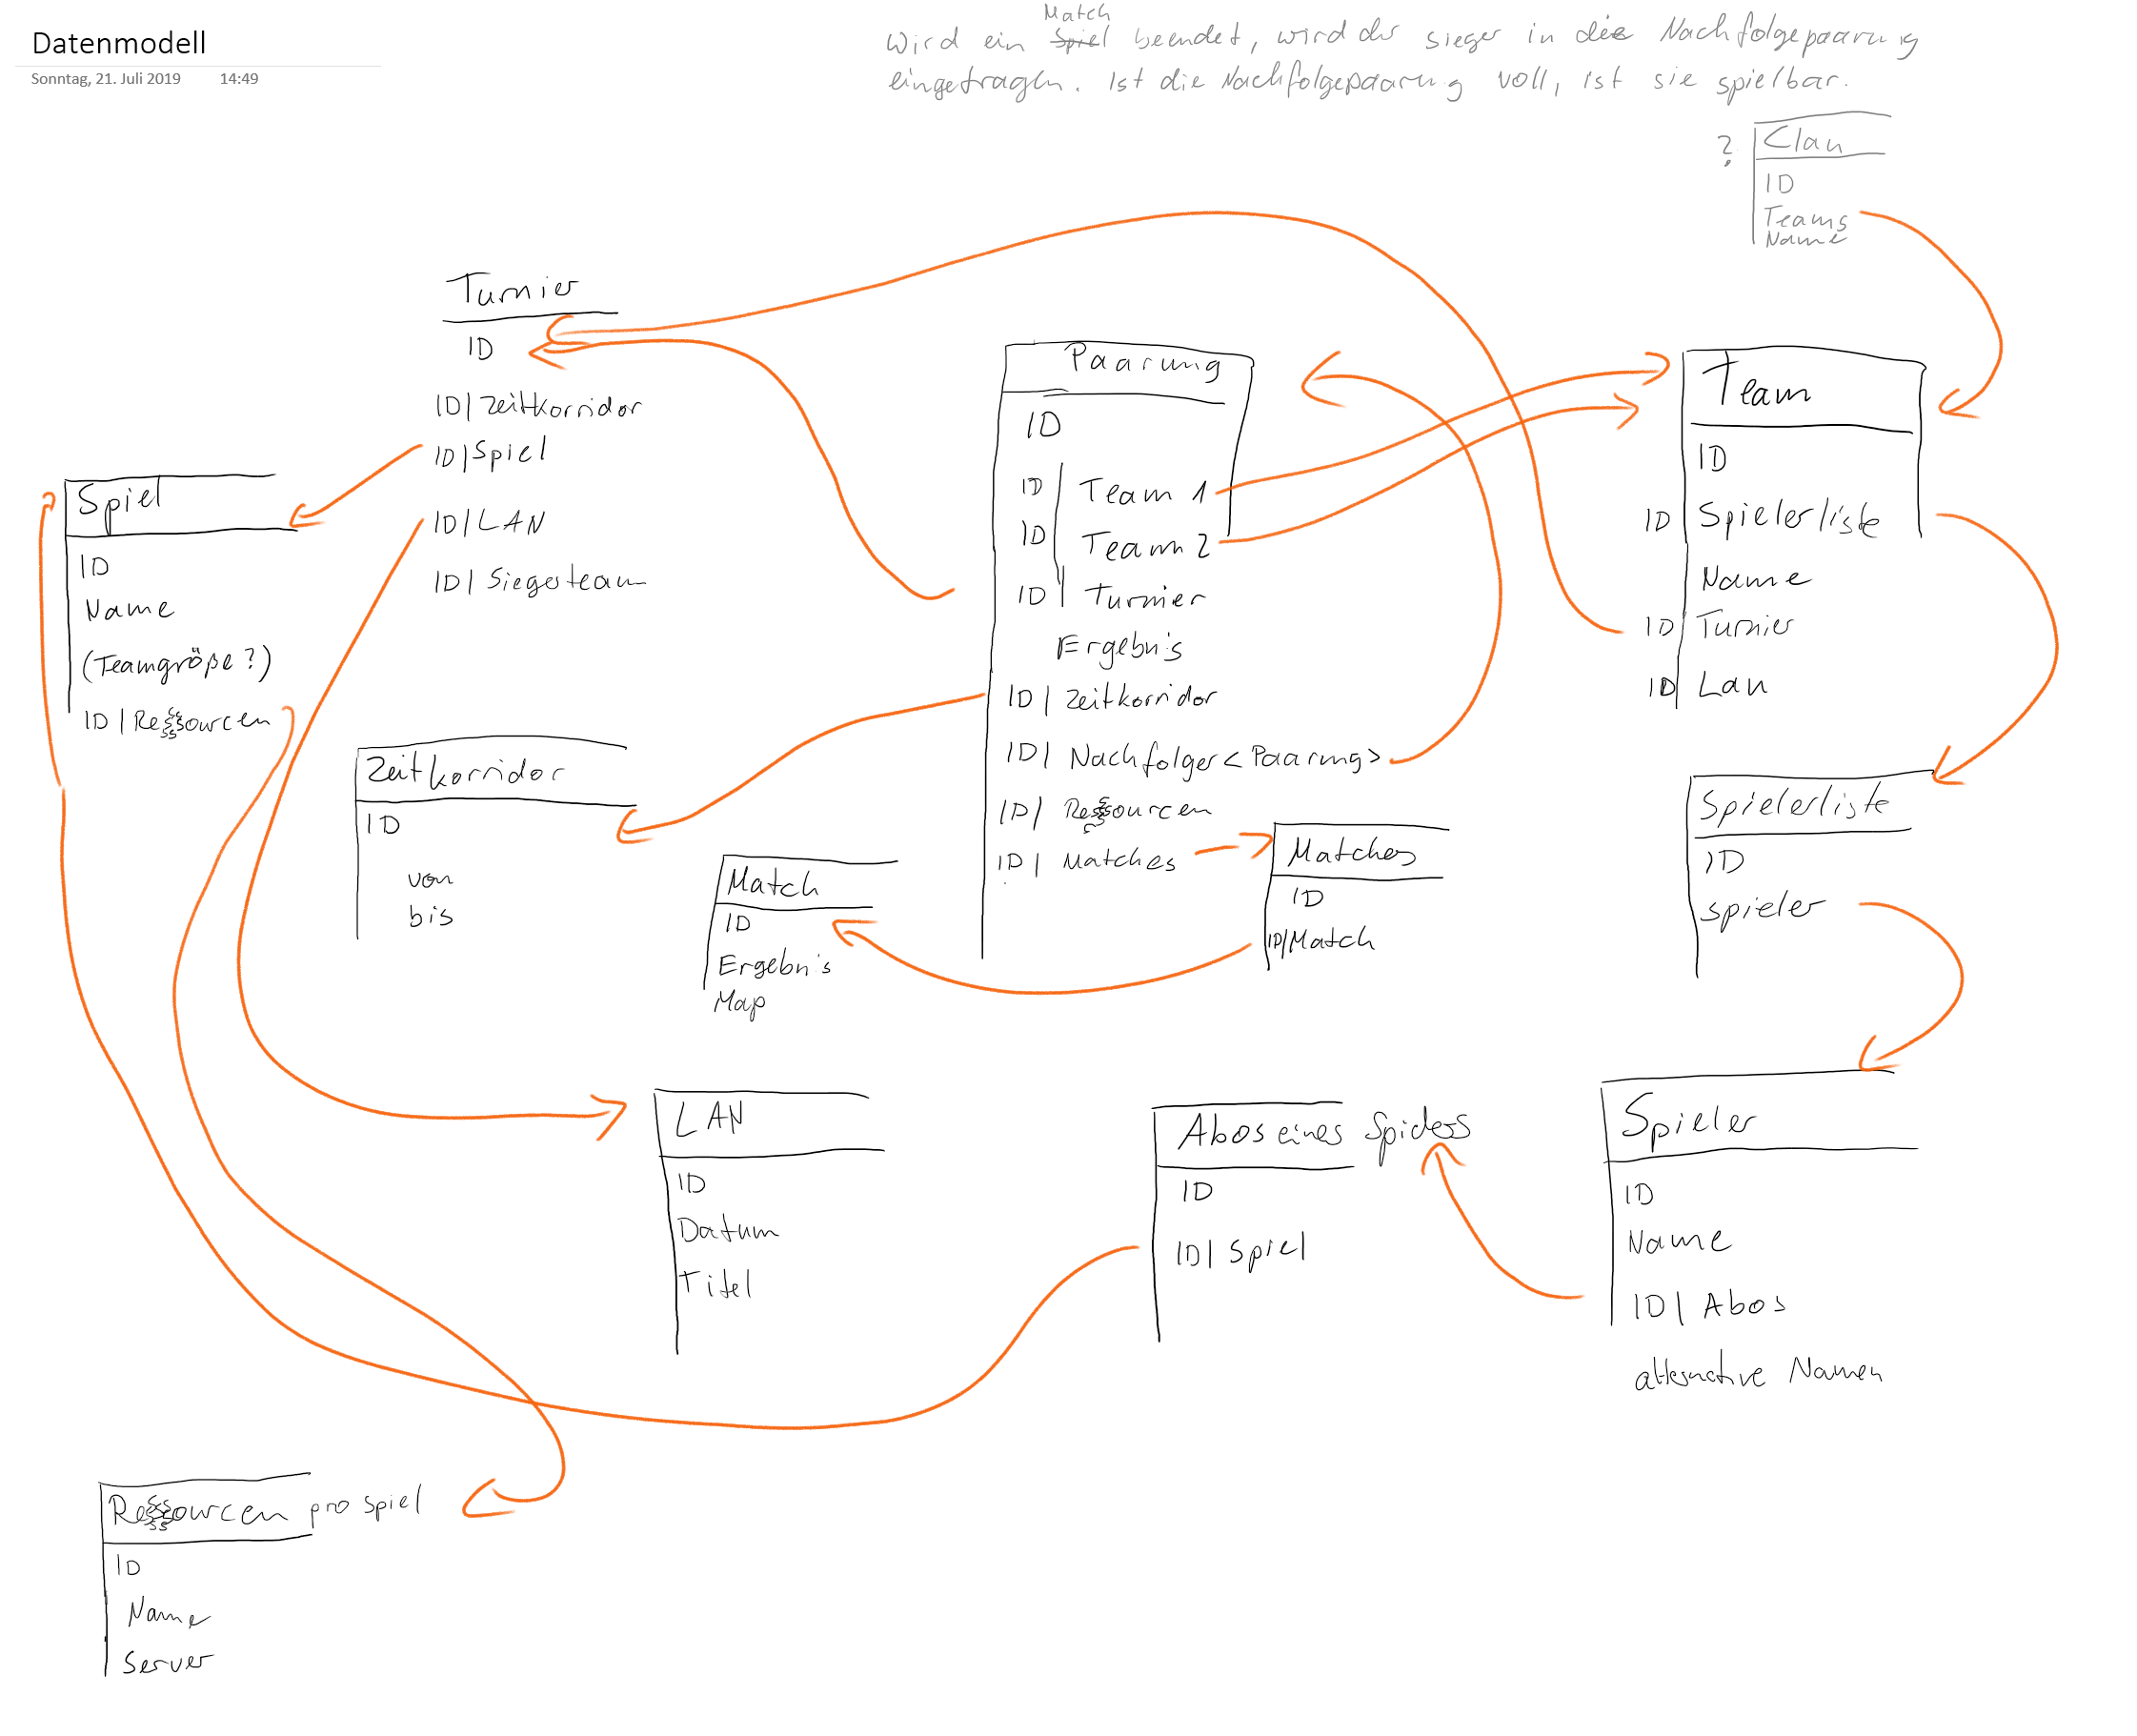 Datenmodell
Sonntag, 21. Juli 2019 14:49
Match
Wird ein Spiel beendet, wird der sieger in die Nachfolgepaarung
eingetragen. Ist die Nachfolgepaarung voll, ist sie spielbar.
? Clan
ID
Teams
Name
Turnier
ID
ID | Zeitkorridor
ID | Spiel
ID | LAN
ID | Siegerteam
Spiel
ID
Name
(Teamgröße?)
ID | Ressourcen
Paarung
ID
ID | Team 1
ID | Team 2
ID | Turnier
Ergebnis
ID | Zeitkorridor
ID | Nachfolger <Paarung>
ID | Ressourcen
ID | Matches
Team
ID
ID | Spielerliste
Name
ID | Turnier
ID | Lan
Zeitkorridor
ID
von
bis
Match
ID
Ergebnis
Map
Matches
ID
ID | Match
Spielerliste
ID
spieler
LAN
ID
Datum
Titel
Abos eines Spielers
ID
ID | Spiel
Spieler
ID
Name
ID | Abos
alternative Namen
Ressourcen pro spiel
ID
Name
Server